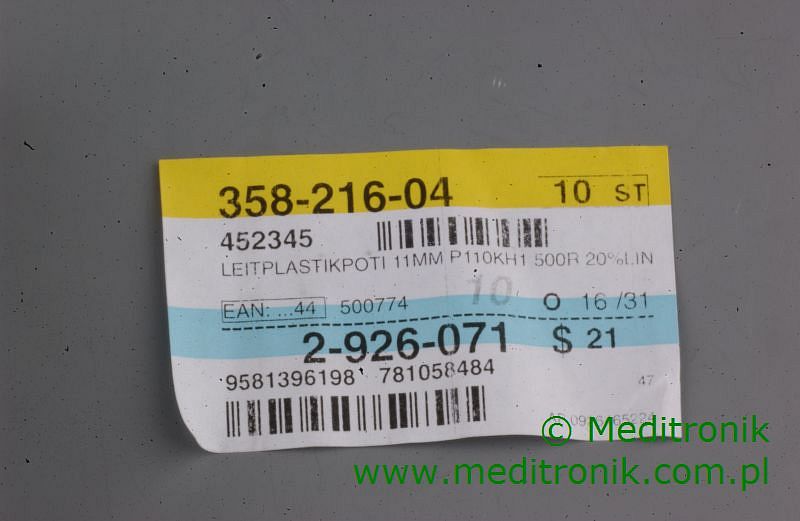 358-216-04 10 ST
452345
LEITPLASTIKPOTI 11MM P110KH1 500R 20%LIN
EAN: ...44 500774 10 O 16 /31
2-926-071 $ 21
9581396198 781058484
47
© Meditronik
www.meditronik.com.pl